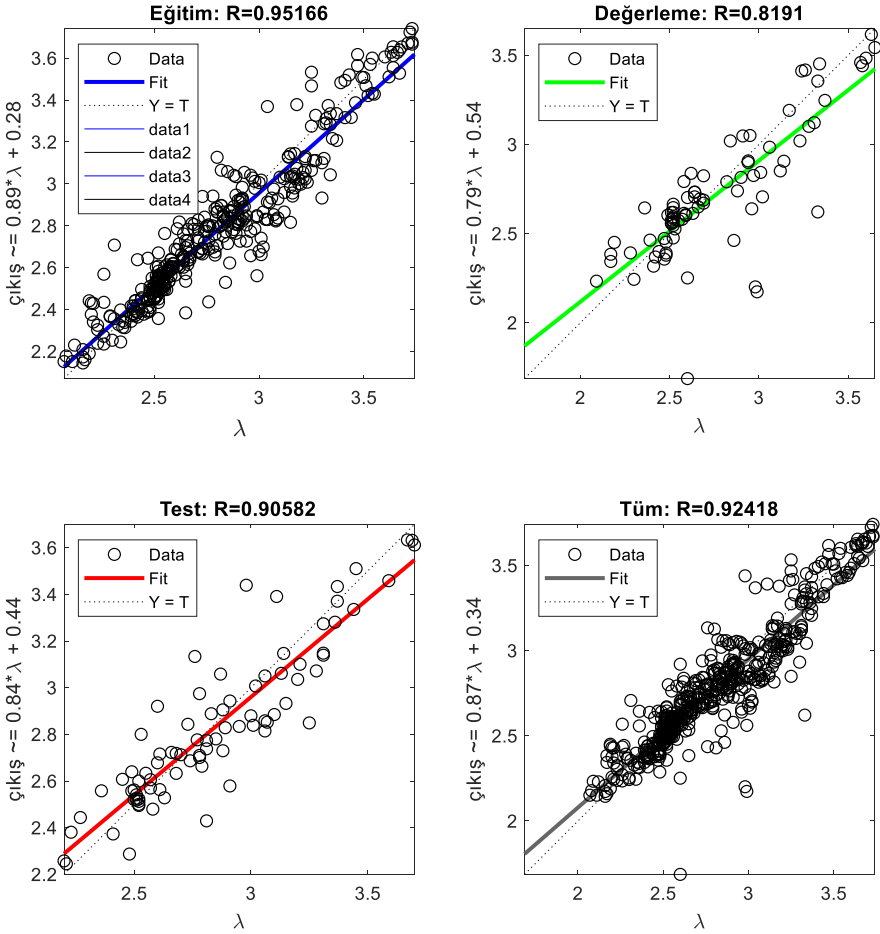 Eğitim: R=0.95166
çıkış ~= 0.89*λ + 0.28
3.6
3.4
3.2
3
2.8
2.6
2.4
2.2
Data
Fit
Y = T
data1
data2
data3
data4
2.5
3
3.5
λ
Değerleme: R=0.8191
çıkış ~= 0.79*λ + 0.54
3.5
3
2.5
2
Data
Fit
Y = T
2
2.5
3
3.5
λ
Test: R=0.90582
çıkış ~= 0.84*λ + 0.44
3.6
3.4
3.2
3
2.8
2.6
2.4
2.2
Data
Fit
Y = T
2.5
3
3.5
λ
Tüm: R=0.92418
çıkış ~= 0.87*λ + 0.34
3.5
3
2.5
2
Data
Fit
Y = T
2
2.5
3
3.5
λ